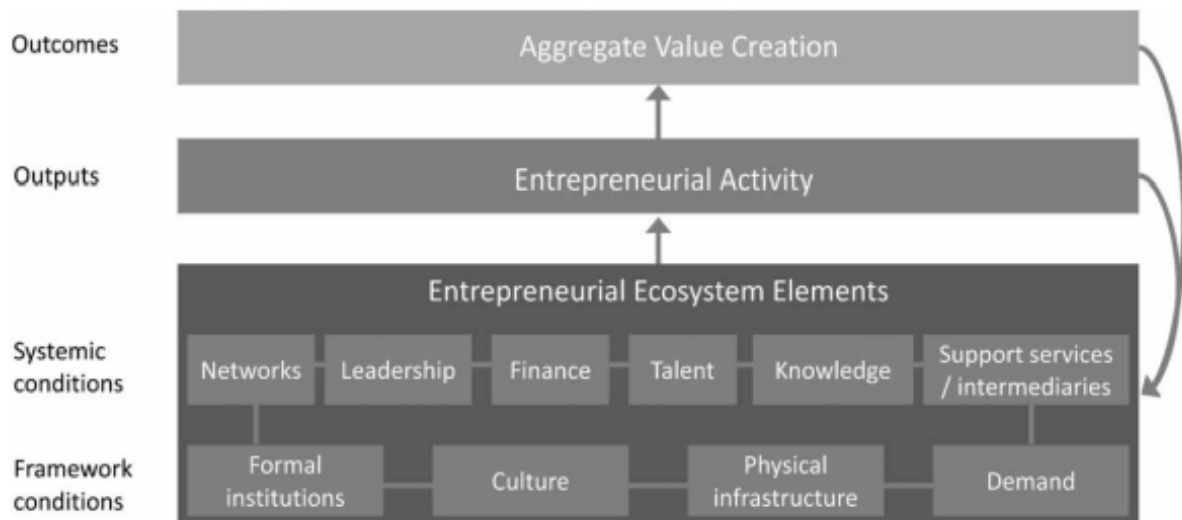 Outcomes
Aggregate Value Creation
Outputs
Entrepreneurial Activity
Entrepreneurial Ecosystem Elements
Systemic
conditions
Networks
Leadership
Finance
Talent
Knowledge
Support services
/ intermediaries
Framework
conditions
Formal
institutions
Culture
Physical
infrastructure
Demand